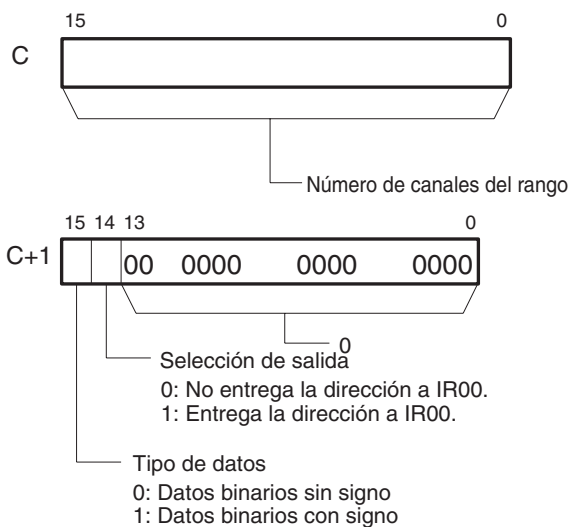 15 0
C
Número de canales del rango
15 14 13 0
C+1 00 0000 0000 0000
0
Selección de salida
0: No entrega la dirección a IR00.
1: Entrega la dirección a IR00.
Tipo de datos
0: Datos binarios sin signo
1: Datos binarios con signo